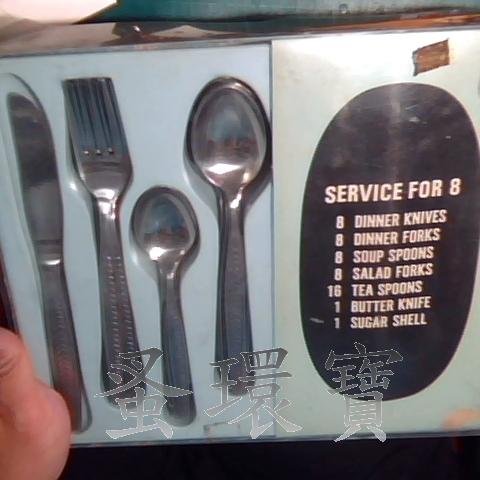 SERVICE FOR 8
8 DINNER KNIVES
8 DINNER FORKS
8 SOUP SPOONS
8 SALAD FORKS
16 TEA SPOONS
1 BUTTER KNIFE
1 SUGAR SHELL
蚤環寶